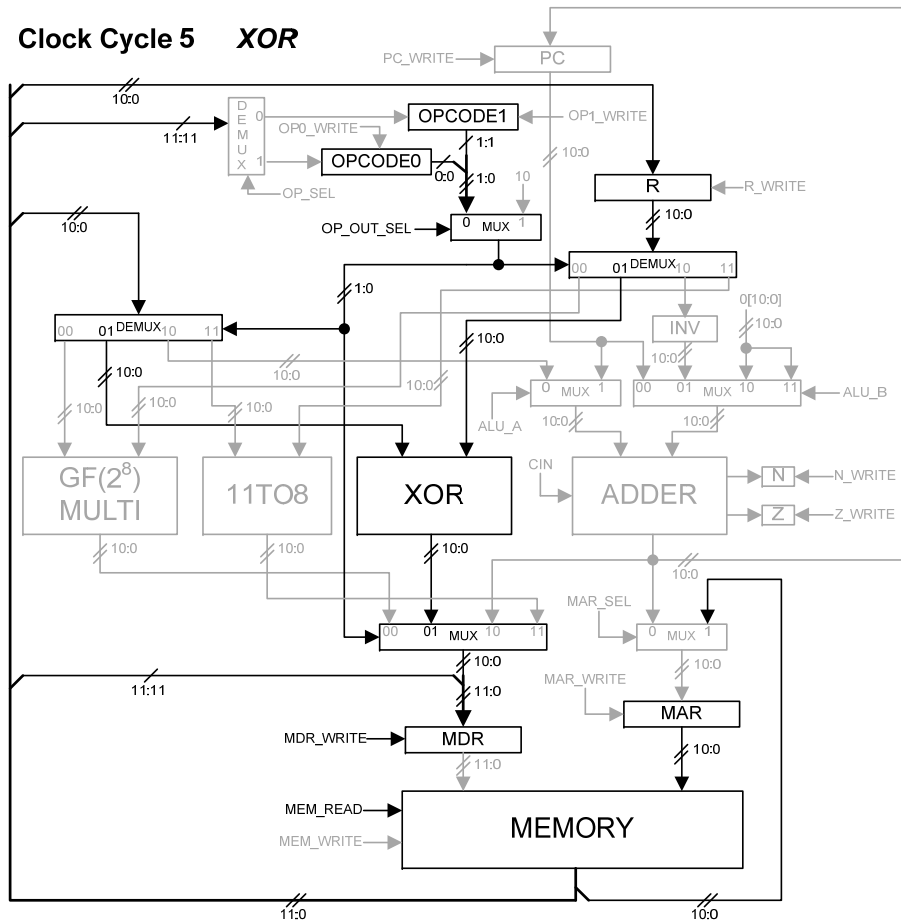 Clock Cycle 5 XOR
PC_WRITE
PC
10:0
DEMUX
0
1
OPCODE1
OP1_WRITE
OP0_WRITE
11:11
1:1
OPCODE0
0:0
10:0
OP_SEL
1:0
10
R
R_WRITE
10:0
10:0
OP_OUT_SEL
0 MUX 1
00 01 DEMUX 10 11
1:0
0[10:0]
00 01 DEMUX 10 11
10:0
INV
10:0
10:0
10:0
10:0
10:0
0 MUX 1
00 01 MUX 10 11
ALU_B
10:0
10:0
10:0
ALU_A
10:0
10:0
GF(2⁸)
MULTI
11TO8
XOR
CIN
ADDER
N
N_WRITE
Z
Z_WRITE
10:0
10:0
10:0
10:0
MAR_SEL
00 01 MUX 10 11
0 MUX 1
10:0
10:0
11:11
11:0
MAR_WRITE
MAR
MDR_WRITE
MDR
11:0
10:0
MEM_READ
MEMORY
MEM_WRITE
11:0
10:0